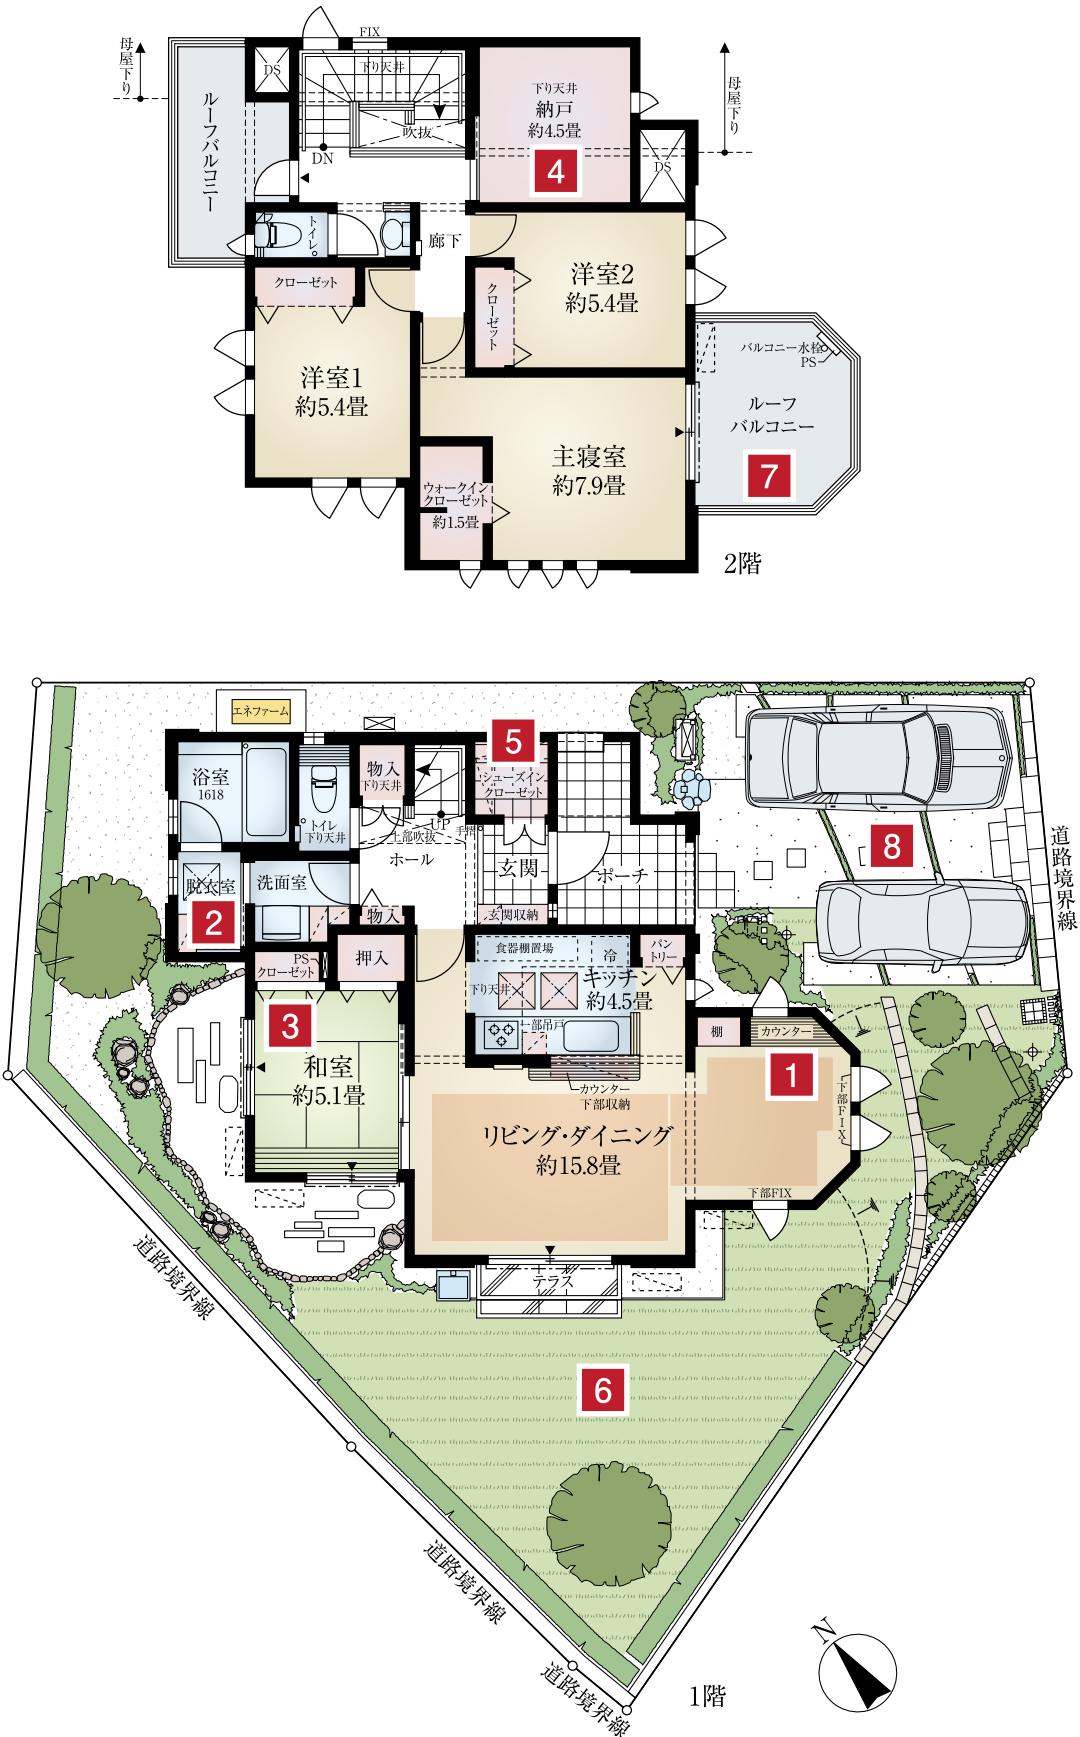 FIX
母屋下り
DS
下り天井
ルーフバルコニー
吹抜
DN
下り天井
納戸
約4.5畳
4
母屋下り
DS
トイレ
廊下
洋室2
約5.4畳
クローゼット
クローゼット
洋室1
約5.4畳
バルコニー水栓
PS
ルーフ
バルコニー
7
主寝室
約7.9畳
ウォークイン
クローゼット
約1.5畳
2階
エネファーム
浴室
1618
トイレ
下り天井
物入
下り天井
5
シューズイン
クローゼット
UP
手摺
上部吹抜
ホール
玄関
ポーチ
8
道路境界線
脱衣室
2
洗面室
物入
玄関収納
PS
クローゼット
押入
食器棚置場
冷
パン
トリー
キッチン
約4.5畳
下り天井
一部吊戸
3
和室
約5.1畳
棚
カウンター
1
カウンター
下部収納
下部FIX
リビング・ダイニング
約15.8畳
下部FIX
テラス
道路境界線
6
道路境界線
道路境界線
1階
N